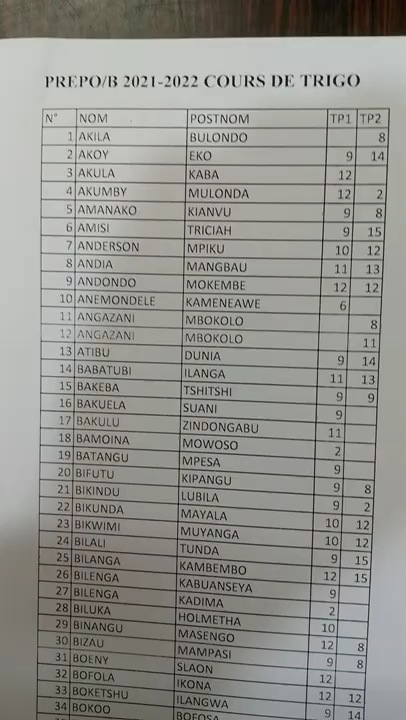 PREPO/B 2021-2022 COURS DE TRIGO
N° NOM POSTNOM TP1 TP2
1 AKILA BULONDO 8
2 AKOY EKO 9 14
3 AKULA KABA 12
4 AKUMBY MULONDA 12 2
5 AMANAKO KIANVU 9 8
6 AMISI TRICIAH 9 15
7 ANDERSON MPIKU 10 12
8 ANDIA MANGBAU 11 13
9 ANDONDO MOKEMBE 12 12
10 ANEMONDELE KAMENEAWE 6
11 ANGAZANI MBOKOLO 8
12 ANGAZANI MBOKOLO 11
13 ATIBU DUNIA 9 14
14 BABATUBI ILANGA 11 13
15 BAKEBA TSHITSHI 9 9
16 BAKUELA SUANI 9
17 BAKULU ZINDONGABU 11
18 BAMOINA MOWOSO 2
19 BATANGU MPESA 9
20 BIFUTU KIPANGU 9 8
21 BIKINDU LUBILA 9 2
22 BIKUNDA MAYALA 10 12
23 BIKWIMI MUYANGA 10 12
24 BILALI TUNDA 9 15
25 BILANGA KAMBEMBO 12 15
26 BILENGA KABUANSEYA 9
27 BILENGA KADIMA 2
28 BILUKA HOLMETHA 10
29 BINANGU MASENGO 12 8
30 BIZAU MAMPASI 9 8
31 BOENY SLAON 12
32 BOFOLA IKONA 12 12
33 BOKETSHU ILANGWA 9 14
34 BOKOO BOFOSA